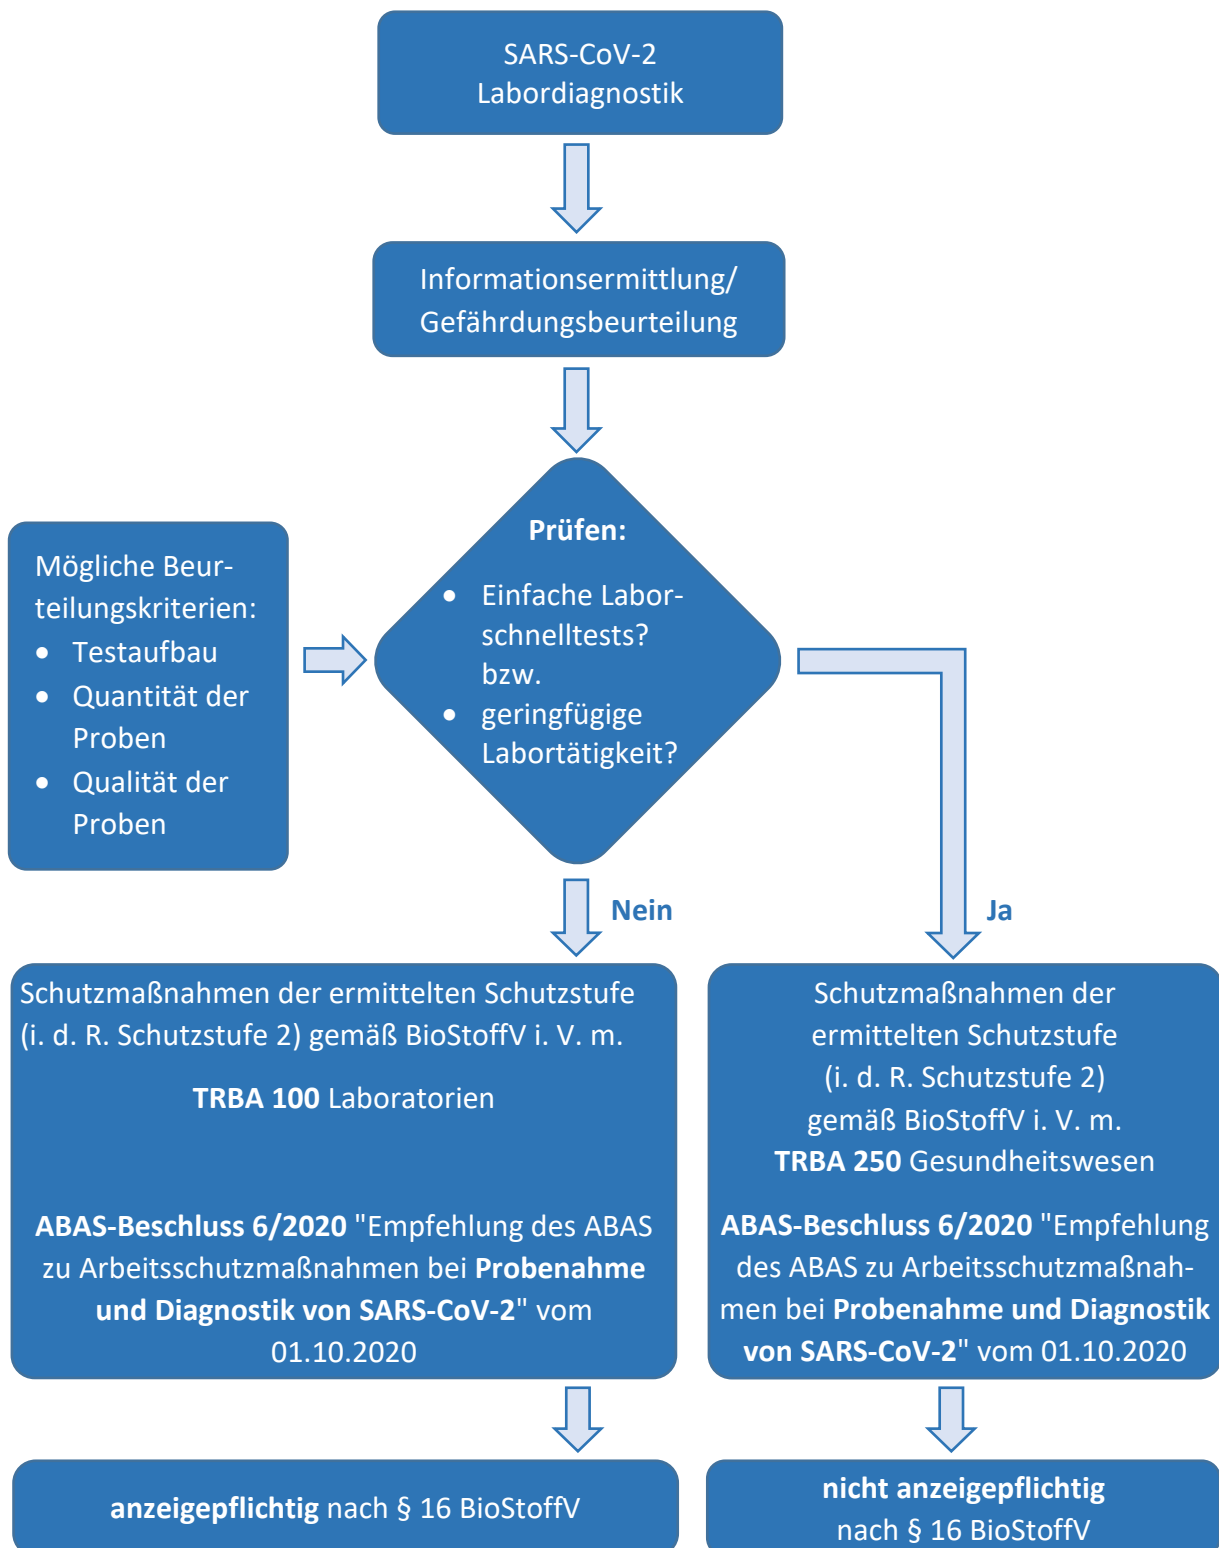 SARS-CoV-2
Labordiagnostik
Informationsermittlung/
Gefährdungsbeurteilung
Mögliche Beur-
teilungskriterien:
• Testaufbau
• Quantität der
Proben
• Qualität der
Proben
Prüfen:
• Einfache Labor-
schnelltests?
bzw.
• geringfügige
Labortätigkeit?
Nein
Ja
Schutzmaßnahmen der ermittelten Schutzstufe
(i. d. R. Schutzstufe 2) gemäß BioStoffV i. V. m.
TRBA 100 Laboratorien
ABAS-Beschluss 6/2020 "Empfehlung des ABAS
zu Arbeitsschutzmaßnahmen bei Probenahme
und Diagnostik von SARS-CoV-2" vom
01.10.2020
Schutzmaßnahmen der
ermittelten Schutzstufe
(i. d. R. Schutzstufe 2)
gemäß BioStoffV i. V. m.
TRBA 250 Gesundheitswesen
ABAS-Beschluss 6/2020 "Empfehlung
des ABAS zu Arbeitsschutzmaßnah-
men bei Probenahme und Diagnostik
von SARS-CoV-2" vom 01.10.2020
anzeigepflichtig nach § 16 BioStoffV
nicht anzeigepflichtig
nach § 16 BioStoffV